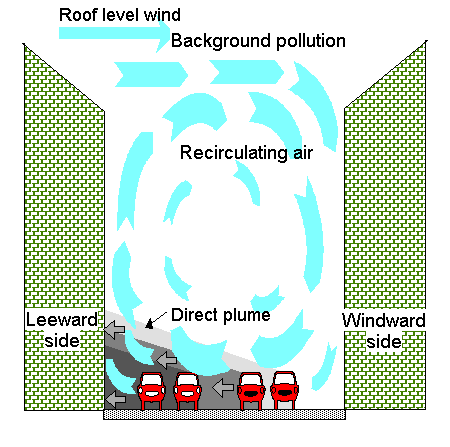 Roof level wind
Background pollution
Recirculating air
Direct plume
Leeward
side
Windward
side